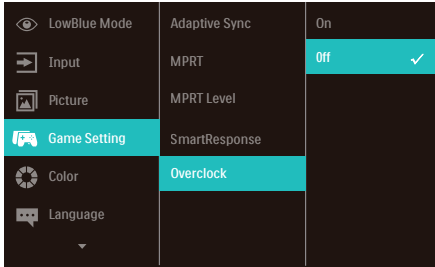 LowBlue Mode
Input
Picture
Game Setting
Color
Language
Adaptive Sync
MPRT
MPRT Level
SmartResponse
Overclock
On
Off